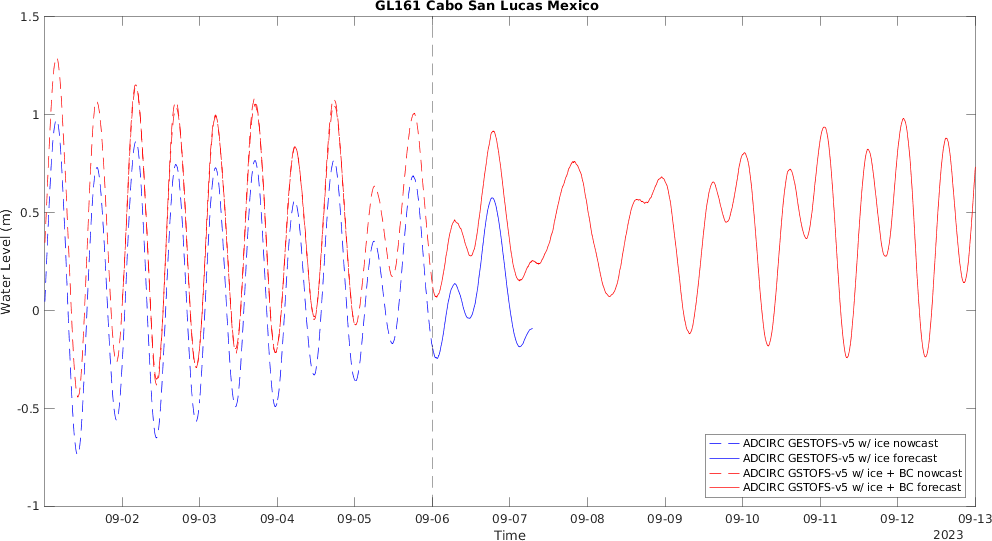 GL161 Cabo San Lucas Mexico
1.5
1
0.5
0
-0.5
-1
Water Level (m)
ADCIRC GESTOFS-v5 w/ ice nowcast
ADCIRC GESTOFS-v5 w/ ice forecast
ADCIRC GSTOFS-v5 w/ ice + BC nowcast
ADCIRC GSTOFS-v5 w/ ice + BC forecast
09-02 09-03 09-04 09-05 09-06 09-07 09-08 09-09 09-10 09-11 09-12 09-13
Time
2023